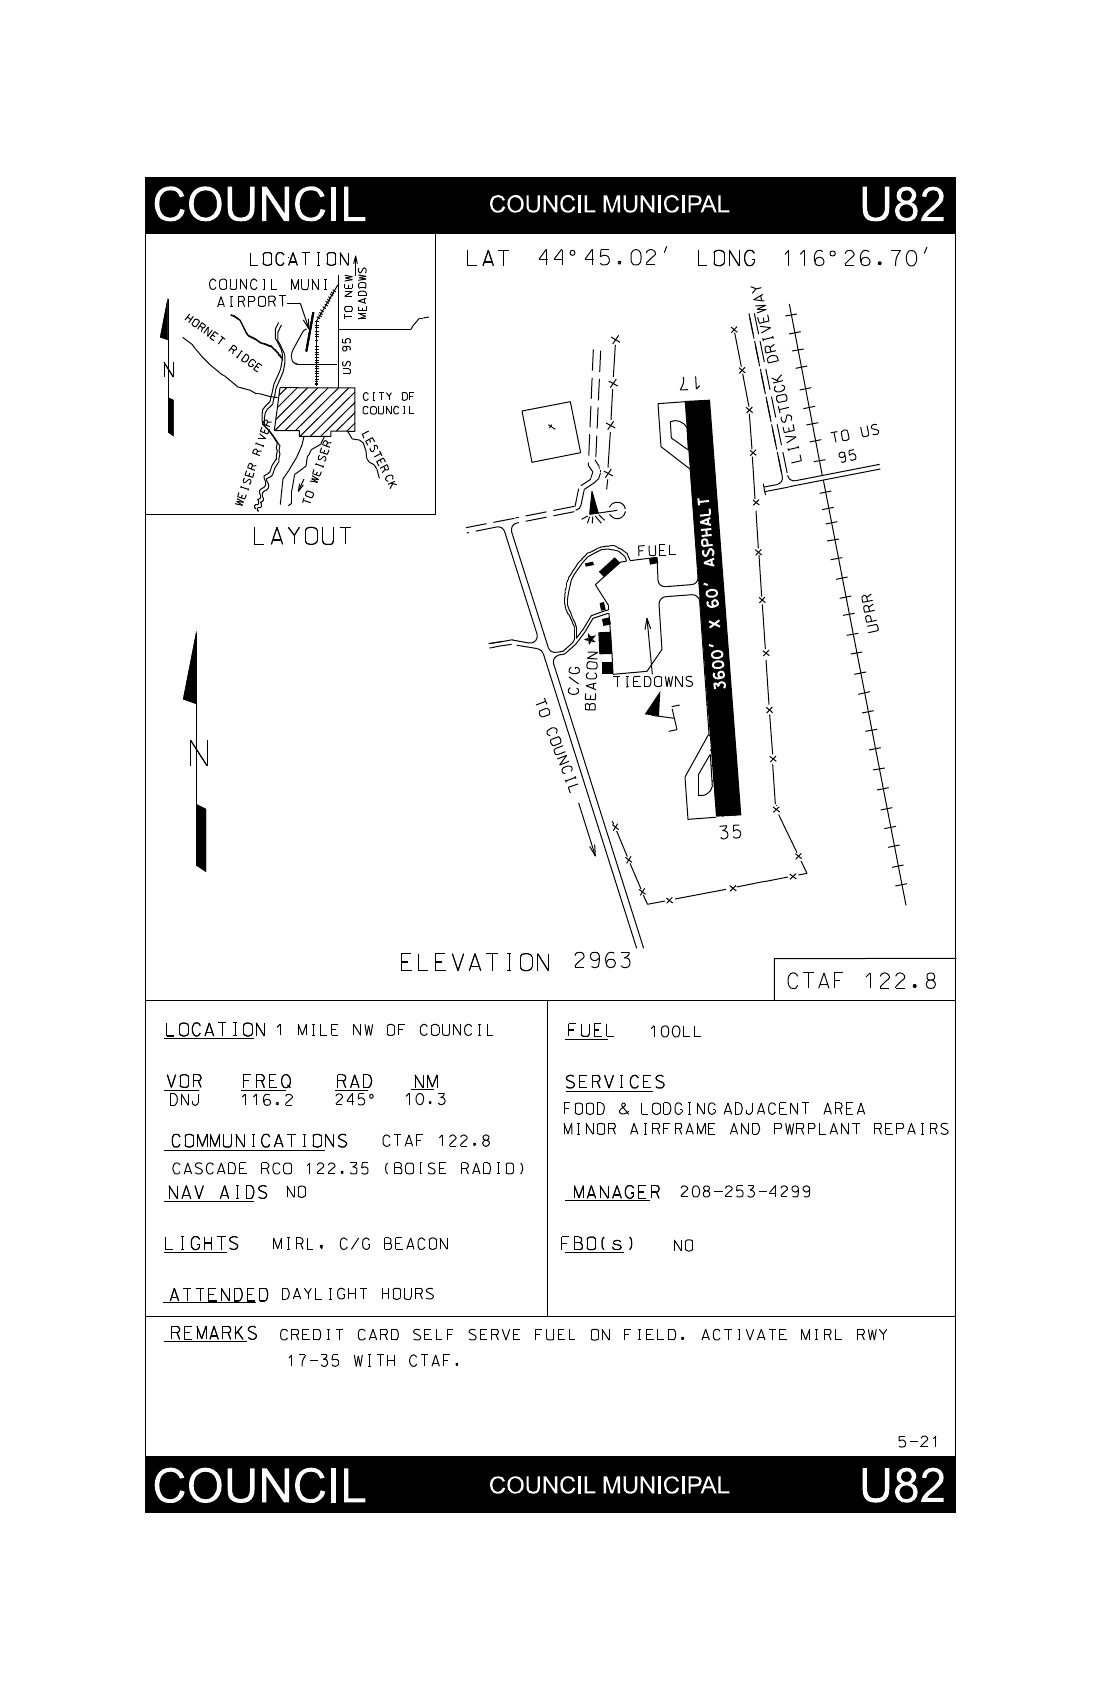 COUNCIL COUNCIL MUNICIPAL U82
LOCATION
COUNCIL MUNI.
AIRPORT
TO NEW
MEADOWS
HORNET RIDGE
N
US 95
CITY OF
COUNCIL
WEISER RIVER
TO WEISER
LESTERCK
LAYOUT
LAT 44°45.02' LONG 116°26.70'
LIVESTOCK DRIVEWAY
17
TO US
95
3600' X 60' ASPHALT
FUEL
UPRR
C/G
BEACON
TIEDOWNS
L
N
TO COUNCIL
35
ELEVATION 2963
CTAF 122.8
LOCATION 1 MILE NW OF COUNCIL
VOR FREQ RAD NM
DNJ 116.2 245° 10.3
COMMUNICATIONS CTAF 122.8
CASCADE RCO 122.35 (BOISE RADIO)
NAV AIDS NO
LIGHTS MIRL, C/G BEACON
ATTENDED DAYLIGHT HOURS
FUEL 100LL
SERVICES
FOOD & LODGING ADJACENT AREA
MINOR AIRFRAME AND PWRPLANT REPAIRS
MANAGER 208-253-4299
FBO(s) NO
REMARKS CREDIT CARD SELF SERVE FUEL ON FIELD. ACTIVATE MIRL RWY
17-35 WITH CTAF.
5-21
COUNCIL COUNCIL MUNICIPAL U82